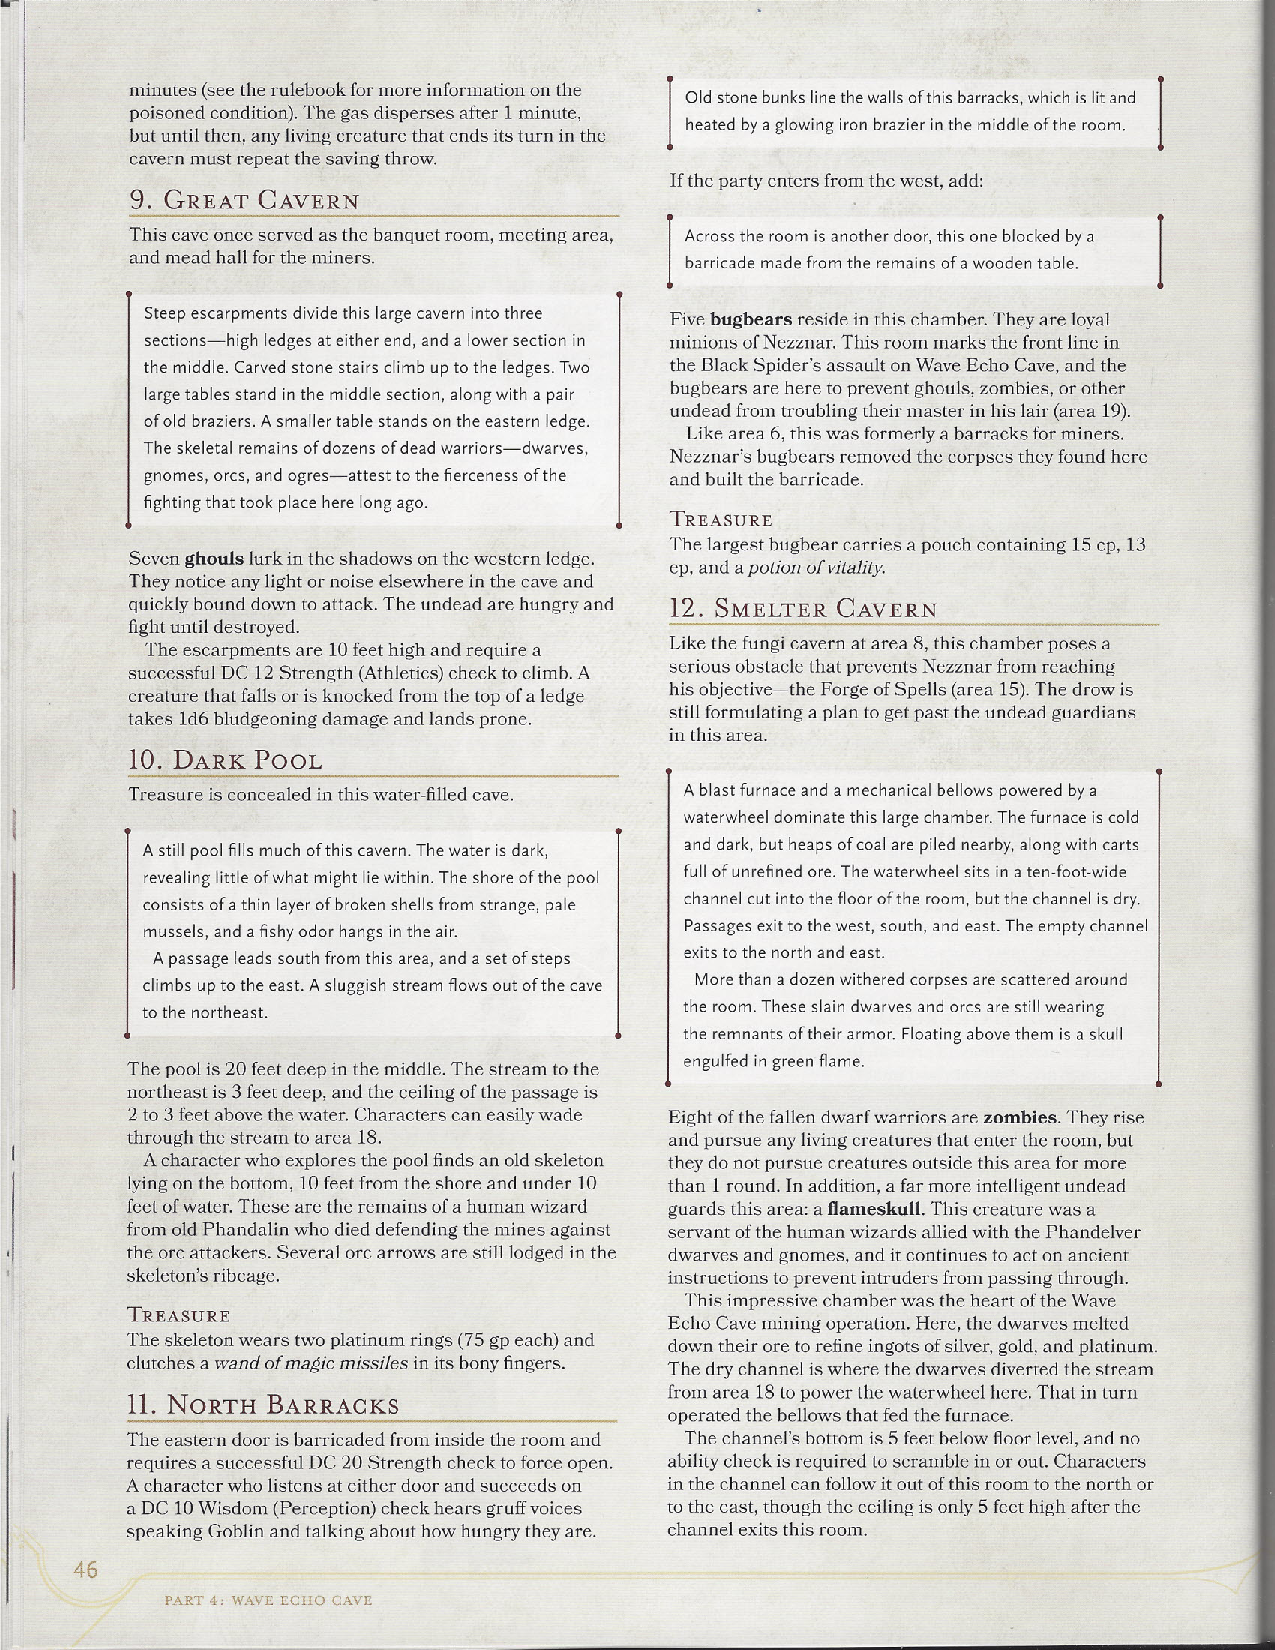 minutes (see the rulebook for more information on the
poisoned condition). The gas disperses after 1 minute,
but until then, any living creature that ends its turn in the
cavern must repeat the saving throw.
9. GREAT CAVERN
This cave once served as the banquet room, meeting area,
and mead hall for the miners.
Steep escarpments divide this large cavern into three
sections—high ledges at either end, and a lower section in
the middle. Carved stone stairs climb up to the ledges. Two
large tables stand in the middle section, along with a pair
of old braziers. A smaller table stands on the eastern ledge.
The skeletal remains of dozens of dead warriors—dwarves,
gnomes, orcs, and ogres—attest to the fierceness of the
fighting that took place here long ago.
Seven ghouls lurk in the shadows on the western ledge.
They notice any light or noise elsewhere in the cave and
quickly bound down to attack. The undead are hungry and
fight until destroyed.
The escarpments are 10 feet high and require a
successful DC 12 Strength (Athletics) check to climb. A
creature that falls or is knocked from the top of a ledge
takes 1d6 bludgeoning damage and lands prone.
10. DARK POOL
Treasure is concealed in this water-filled cave.
A still pool fills much of this cavern. The water is dark,
revealing little of what might lie within. The shore of the pool
consists of a thin layer of broken shells from strange, pale
mussels, and a fishy odor hangs in the air.
A passage leads south from this area, and a set of steps
climbs up to the east. A sluggish stream flows out of the cave
to the northeast.
The pool is 20 feet deep in the middle. The stream to the
northeast is 3 feet deep, and the ceiling of the passage is
2 to 3 feet above the water. Characters can easily wade
through the stream to area 18.
A character who explores the pool finds an old skeleton
lying on the bottom, 10 feet from the shore and under 10
feet of water. These are the remains of a human wizard
from old Phandalin who died defending the mines against
the orc attackers. Several orc arrows are still lodged in the
skeleton's ribcage.
TREASURE
The skeleton wears two platinum rings (75 gp each) and
clutches a wand of magic missiles in its bony fingers.
11. NORTH BARRACKS
The eastern door is barricaded from inside the room and
requires a successful DC 20 Strength check to force open.
A character who listens at either door and succeeds on
a DC 10 Wisdom (Perception) check hears gruff voices
speaking Goblin and talking about how hungry they are.
Old stone bunks line the walls of this barracks, which is lit and
heated by a glowing iron brazier in the middle of the room.
If the party enters from the west, add:
Across the room is another door, this one blocked by a
barricade made from the remains of a wooden table.
Five bugbears reside in this chamber. They are loyal
minions of Nezznar. This room marks the front line in
the Black Spider's assault on Wave Echo Cave, and the
bugbears are here to prevent ghouls, zombies, or other
undead from troubling their master in his lair (area 19).
Like area 6, this was formerly a barracks for miners.
Nezznar's bugbears removed the corpses they found here
and built the barricade.
TREASURE
The largest bugbear carries a pouch containing 15 cp, 13
ep, and a potion of vitality.
12. SMELTER CAVERN
Like the fungi cavern at area 8, this chamber poses a
serious obstacle that prevents Nezznar from reaching
his objective—the Forge of Spells (area 15). The drow is
still formulating a plan to get past the undead guardians
in this area.
A blast furnace and a mechanical bellows powered by a
waterwheel dominate this large chamber. The furnace is cold
and dark, but heaps of coal are piled nearby, along with carts
full of unrefined ore. The waterwheel sits in a ten-foot-wide
channel cut into the floor of the room, but the channel is dry.
Passages exit to the west, south, and east. The empty channel
exits to the north and east.
More than a dozen withered corpses are scattered around
the room. These slain dwarves and orcs are still wearing
the remnants of their armor. Floating above them is a skull
engulfed in green flame.
Eight of the fallen dwarf warriors are zombies. They rise
and pursue any living creatures that enter the room, but
they do not pursue creatures outside this area for more
than 1 round. In addition, a far more intelligent undead
guards this area: a flameskull. This creature was a
servant of the human wizards allied with the Phandelver
dwarves and gnomes, and it continues to act on ancient
instructions to prevent intruders from passing through.
This impressive chamber was the heart of the Wave
Echo Cave mining operation. Here, the dwarves melted
down their ore to refine ingots of silver, gold, and platinum.
The dry channel is where the dwarves diverted the stream
from area 18 to power the waterwheel here. That in turn
operated the bellows that fed the furnace.
The channel's bottom is 5 feet below floor level, and no
ability check is required to scramble in or out. Characters
in the channel can follow it out of this room to the north or
to the east, though the ceiling is only 5 feet high after the
channel exits this room.
46
PART 4: WAVE ECHO CAVE